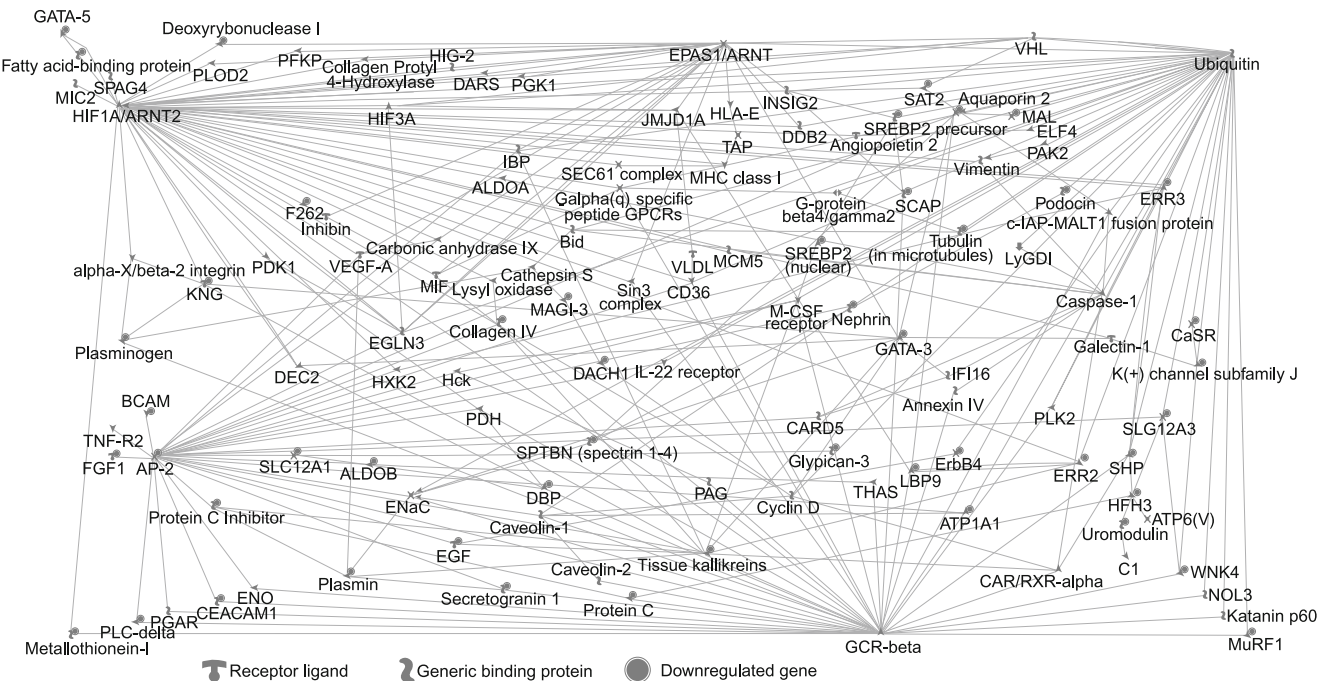 GATA-5
Deoxyrybonuclease I
EPAS1/ARNT
VHL
Ubiquitin
Fatty acid-binding protein
PLOD2
PFKP
Collagen Protyl
4-Hydroxylase
HIG-2
DARS
PGK1
SPAG4
MIC2
HIF1A/ARNT2
HIF3A
JMJD1A
HLA-E
INSIG2
DDB2
SAT2
Aquaporin 2
SREBP2 precursor
Angiopoietin 2
MAL
ELF4
PAK2
TAP
IBP
ALDOA
SEC61 complex
MHC class I
Vimentin
Galpha(q) specific
peptide GPCRs
G-protein
beta4/gamma2
SCAP
Podocin
ERR3
c-IAP-MALT1 fusion protein
F262
Inhibin
Carbonic anhydrase IX
Bid
Tubulin
(in microtubules)
LyGDI
SREBP2
(nuclear)
alpha-X/beta-2 integrin
PDK1
VEGF-A
MIF
Cathepsin S
Lysyl oxidase
VLDL
MCM5
CD36
Sin3
complex
KNG
MAGI-3
Caspase-1
M-CSF
receptor
Nephrin
Collagen IV
EGLN3
Plasminogen
GATA-3
Galectin-1
CaSR
DEC2
HXK2
Hck
DACH1
IL-22 receptor
IFI16
K(+) channel subfamily J
Annexin IV
BCAM
PDH
CARD5
PLK2
SLG12A3
TNF-R2
FGF1
AP-2
SLC12A1
ALDOB
SPTBN (spectrin 1-4)
Glypican-3
ErbB4
LBP9
ERR2
SHP
THAS
PAG
DBP
ENaC
Cyclin D
Protein C Inhibitor
Caveolin-1
ATP1A1
HFH3
ATP6(V)
Uromodulin
EGF
Caveolin-2
Tissue kallikreins
C1
CAR/RXR-alpha
WNK4
Plasmin
ENO
CEACAM1
Secretogranin 1
Protein C
NOL3
Katanin p60
PGAR
PLC-delta
Metallothionein-I
GCR-beta
MuRF1
Receptor ligand
Generic binding protein
Downregulated gene